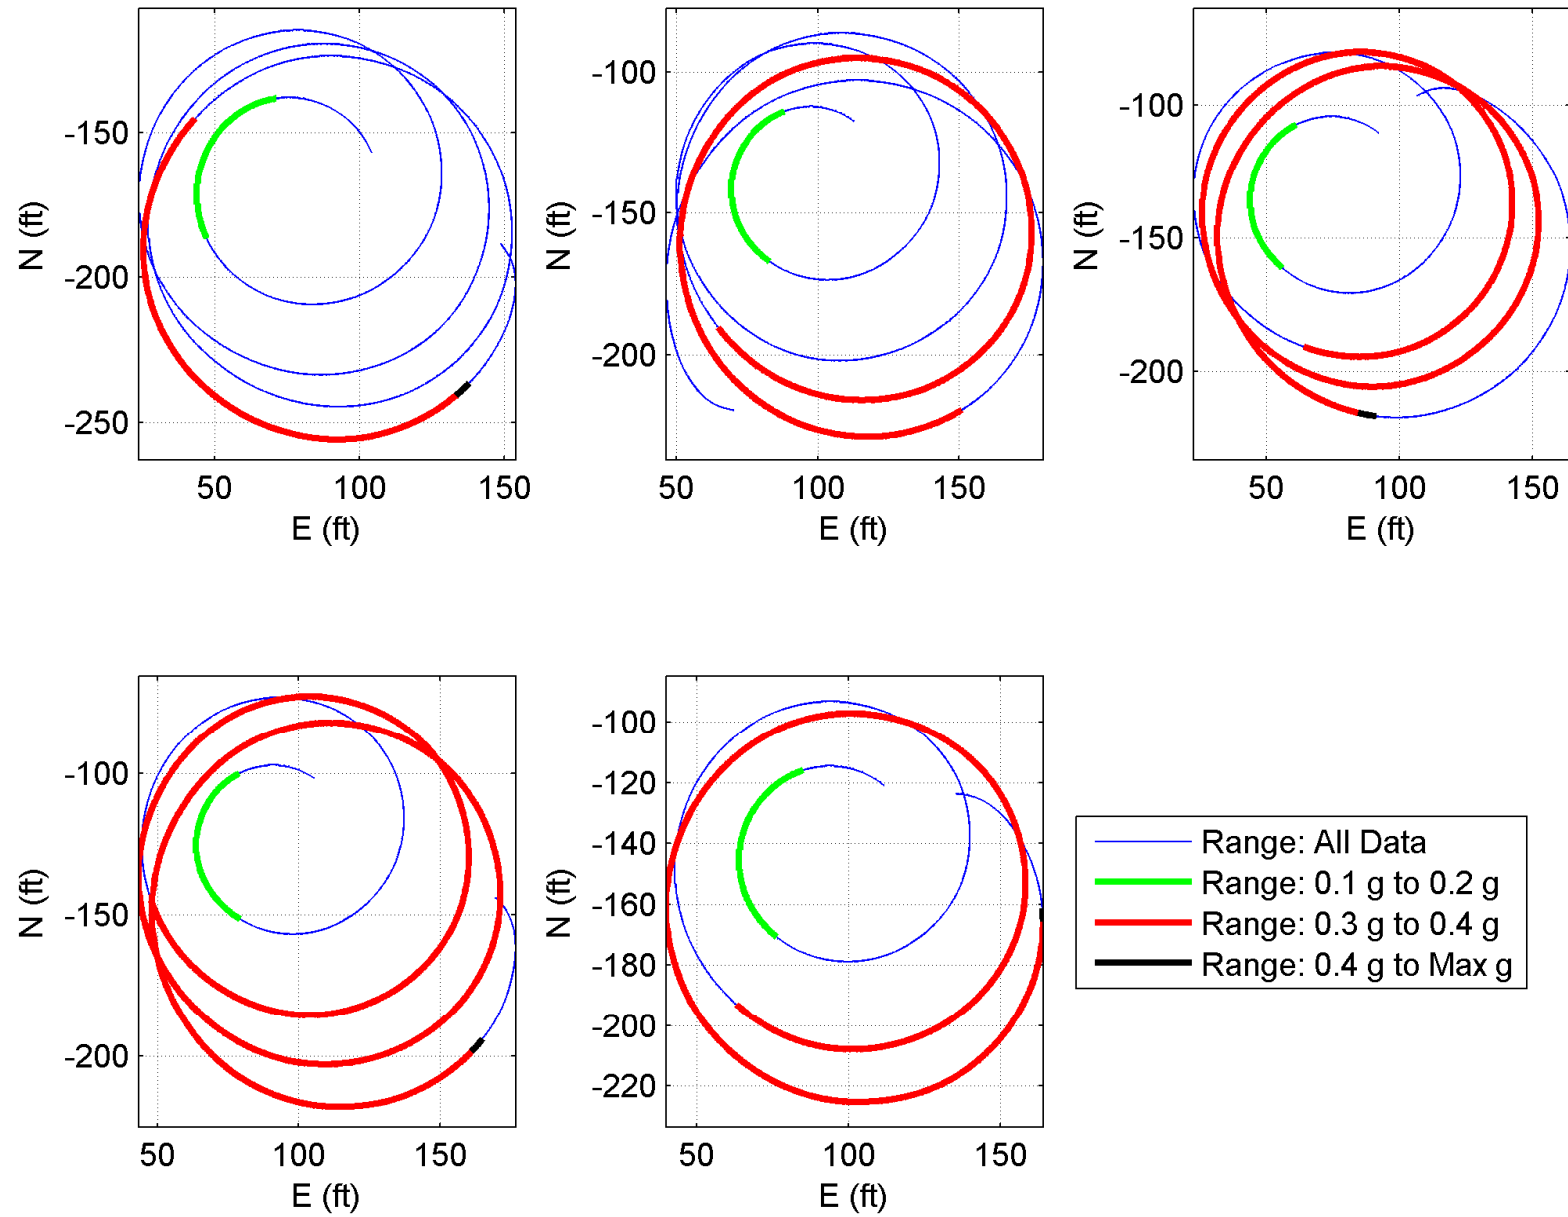 -150
-200
-250
N (ft)
50
100
150
E (ft)
-100
-150
-200
N (ft)
50
100
150
E (ft)
-100
-150
-200
N (ft)
50
100
150
E (ft)
-100
-150
-200
N (ft)
50
100
150
E (ft)
-100
-120
-140
-160
-180
-200
-220
N (ft)
50
100
150
E (ft)
Range: All Data
Range: 0.1 g to 0.2 g
Range: 0.3 g to 0.4 g
Range: 0.4 g to Max g